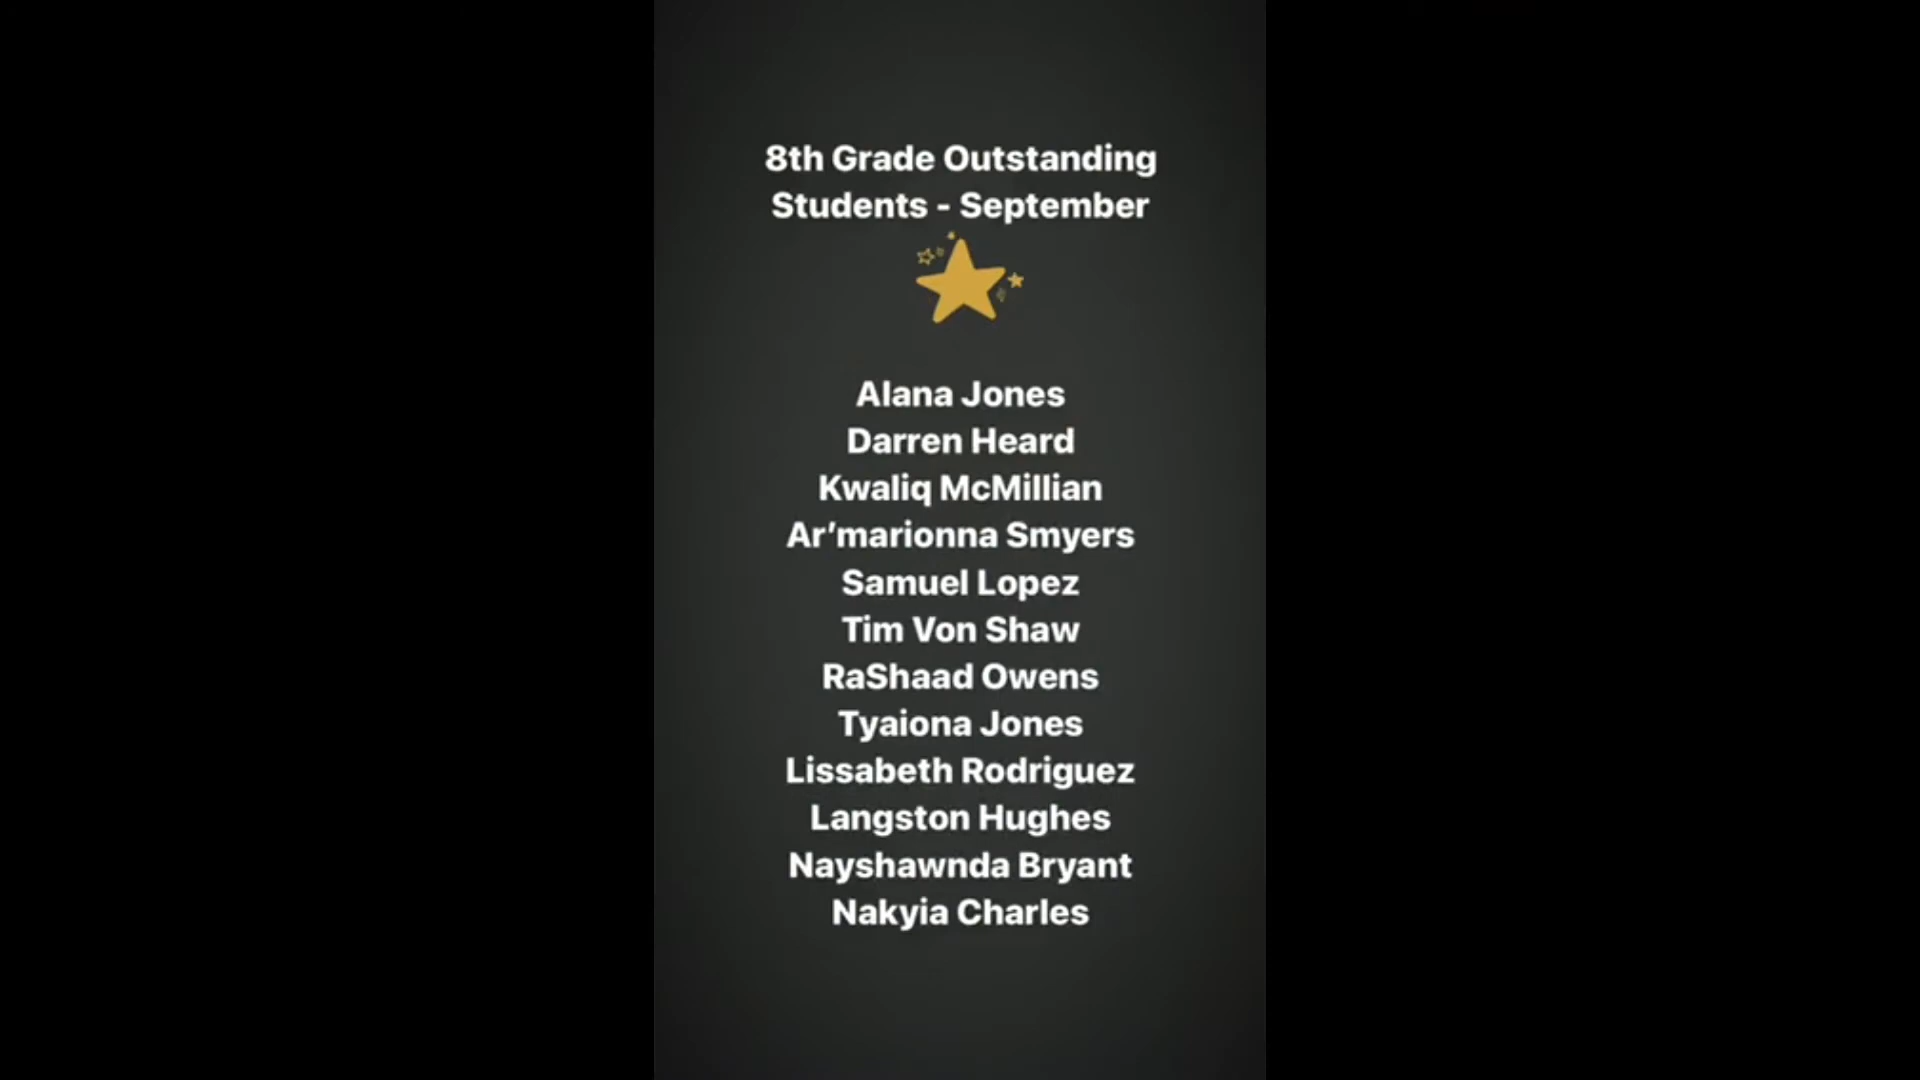 8th Grade Outstanding
Students - September
Alana Jones
Darren Heard
Kwaliq McMillian
Ar’marionna Smyers
Samuel Lopez
Tim Von Shaw
RaShaad Owens
Tyaiona Jones
Lissabeth Rodriguez
Langston Hughes
Nayshawnda Bryant
Nakyia Charles